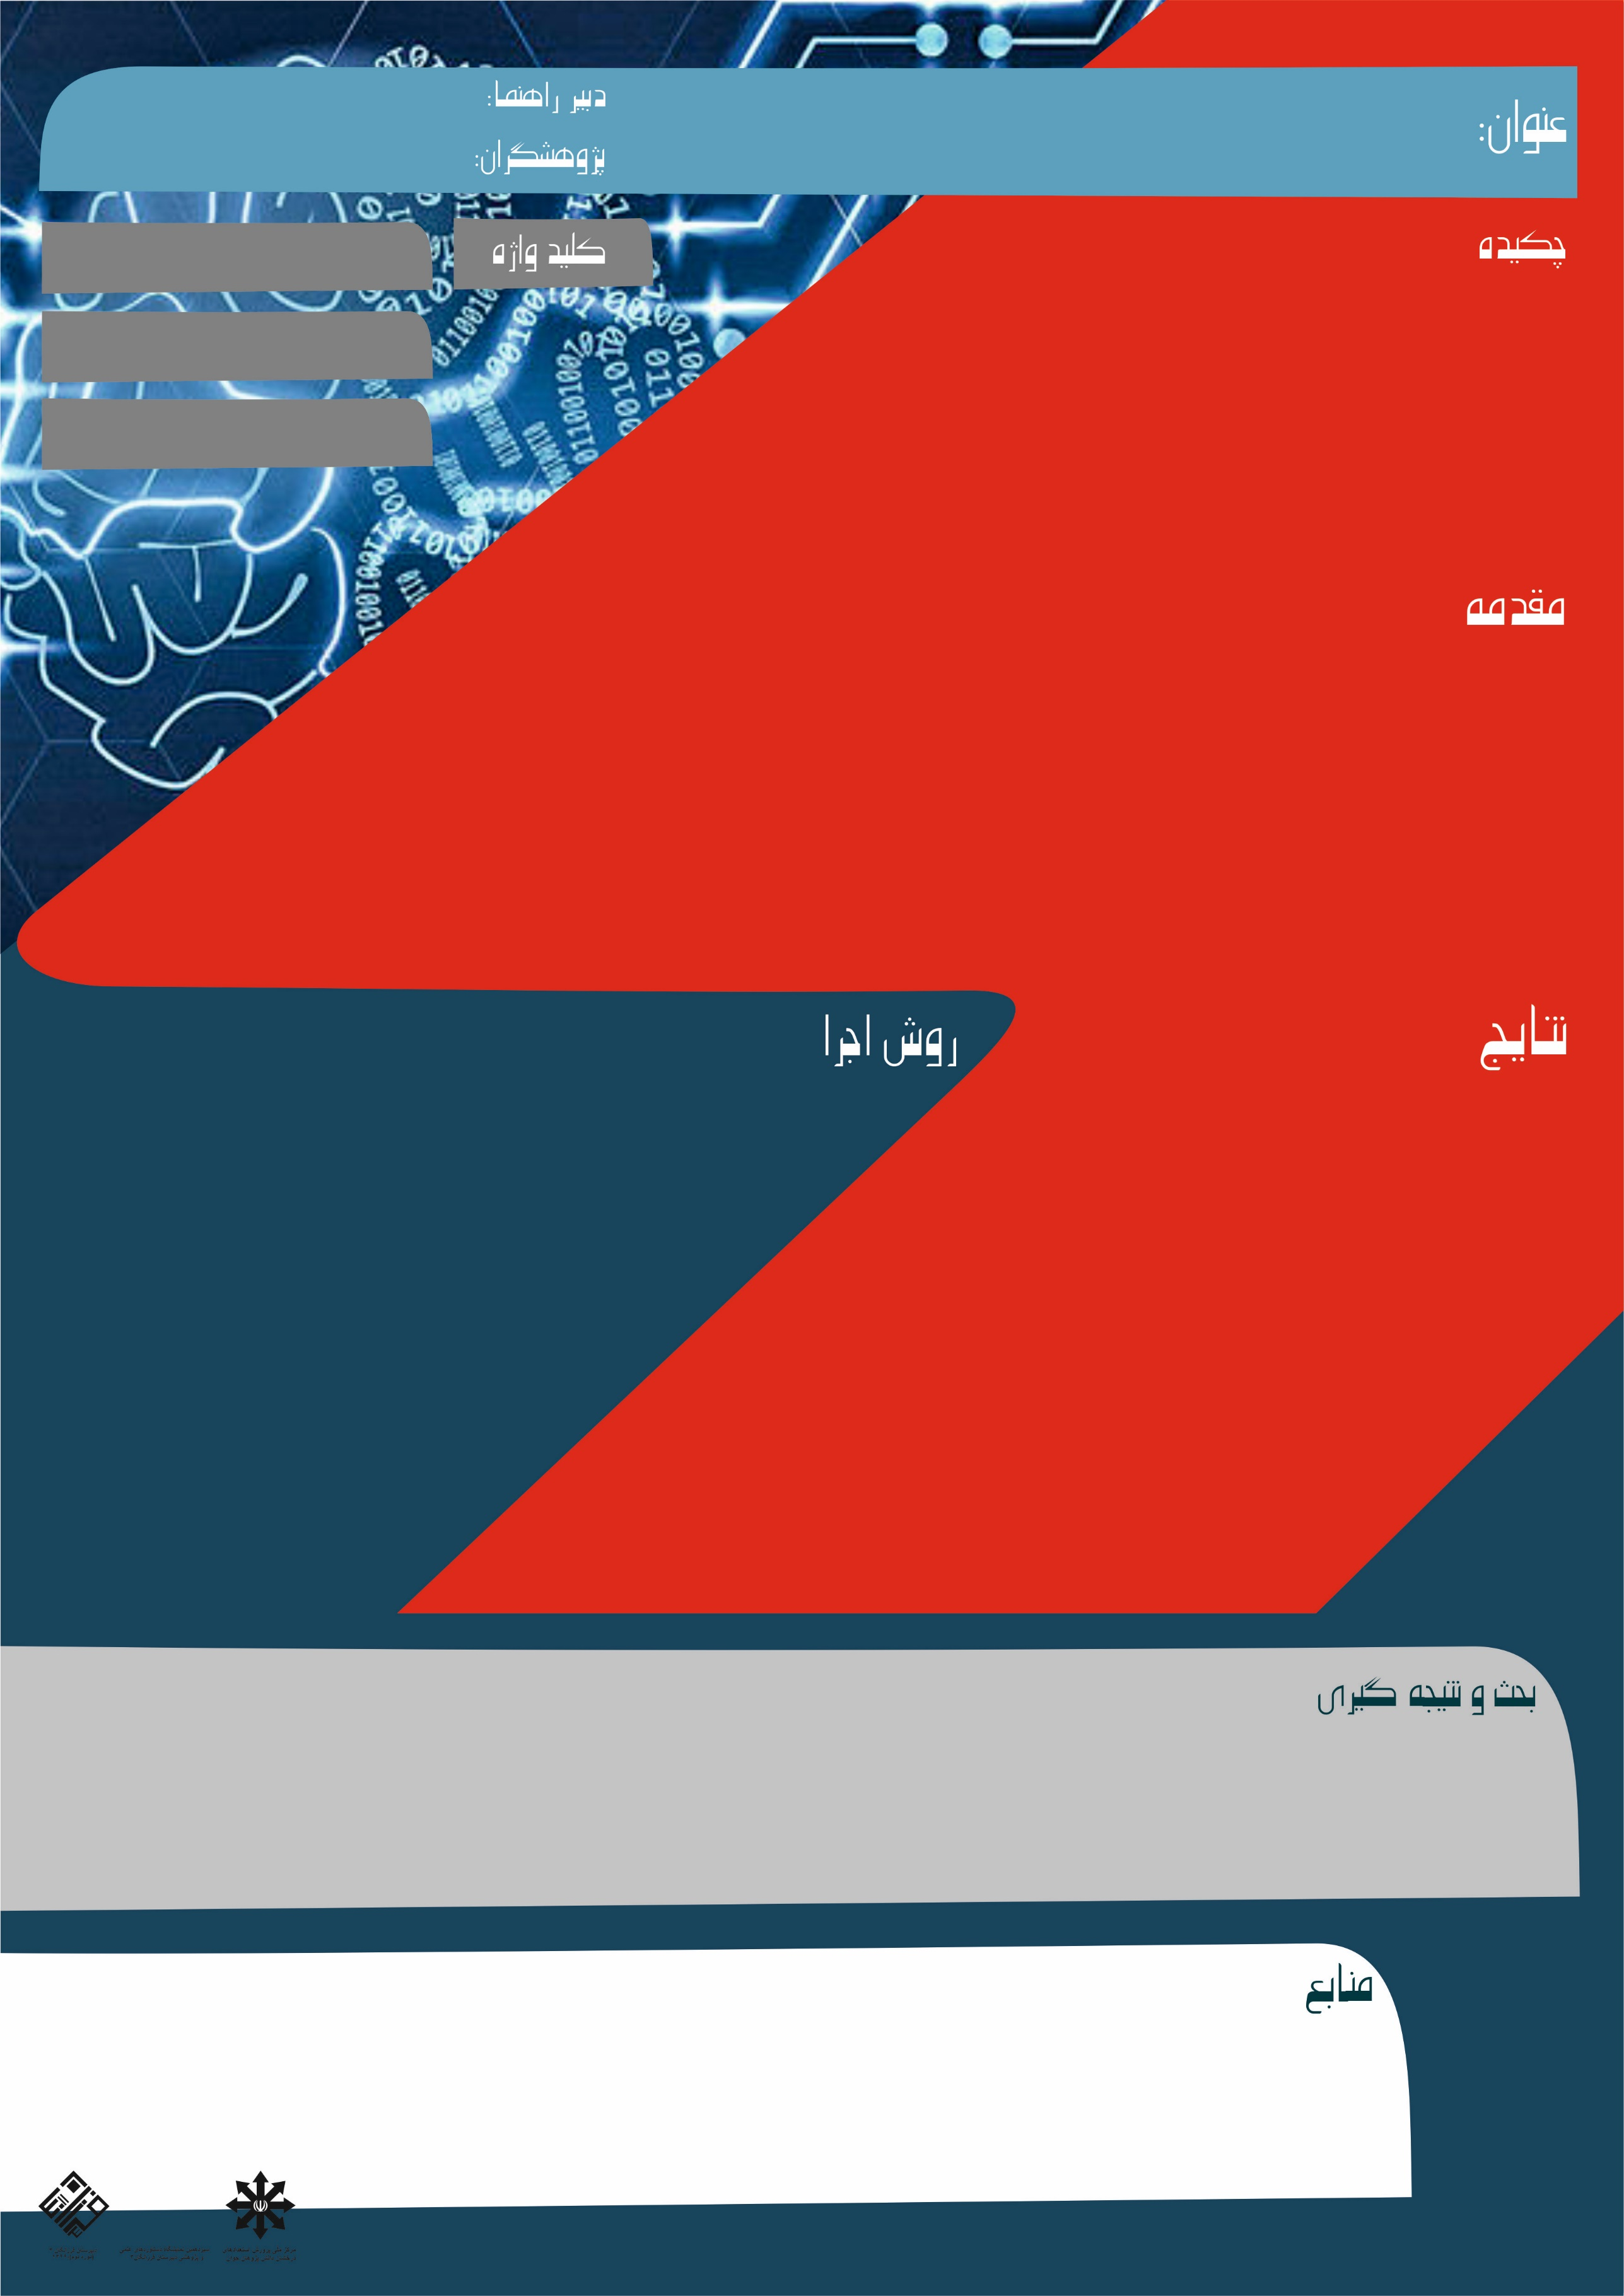 عنوان:
دبیر راهنما:
پژوهشگران:
چکیده
کلید واژه
مقدمه
نتایج
روش اجرا
بحث و نتیجه گیری
منابع